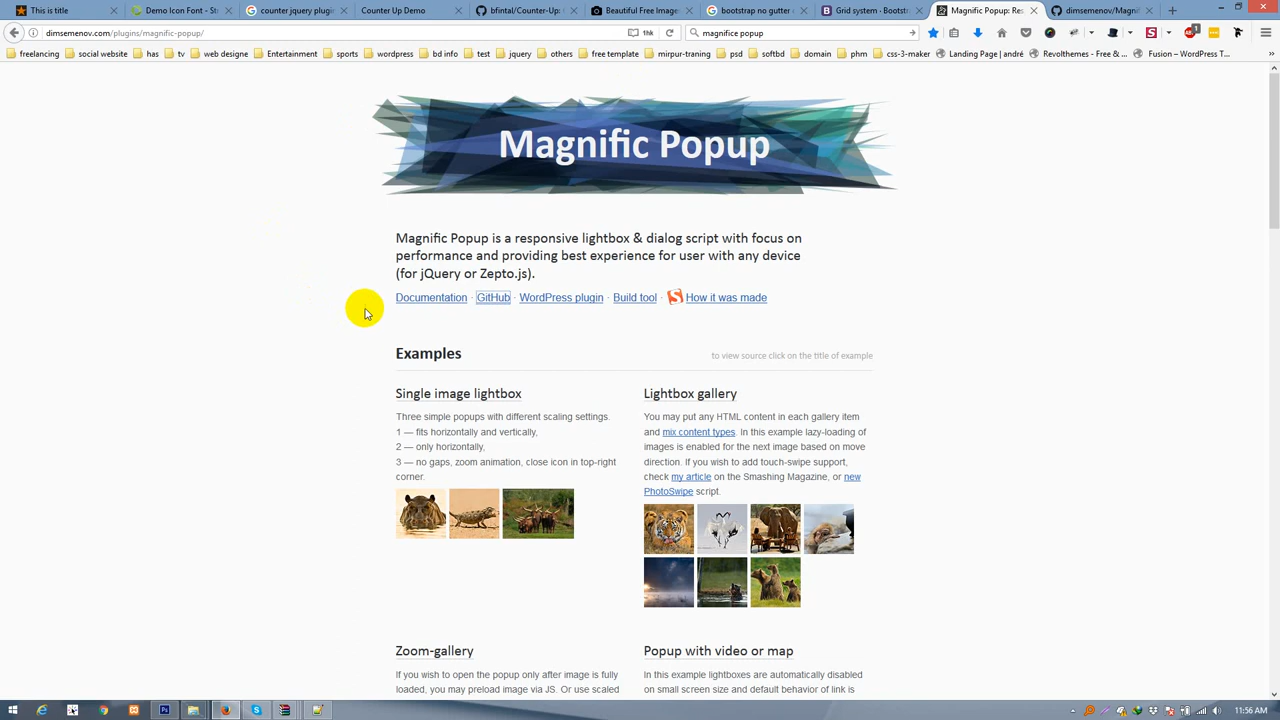 This is title
Demo Icon Font - St
counter jquery plugin
Counter Up Demo
bfintal/Counter-Up:
Beautiful Free Image
bootstrap no gutter
Grid system · Bootst
Magnific Popup: Res
dimsemenov/Magnif
dimsemenov.com/plugins/magnific-popup/
thk
magnifice popup
freelancing
social website
has
tv
web designe
Entertainment
sports
wordpress
bd info
test
jquery
others
free template
mirpur-traning
psd
softbd
domain
phm
css-3-maker
Landing Page | andré
Revolthemes - Free & ...
Fusion – WordPress T...
Magnific Popup
Magnific Popup is a responsive lightbox & dialog script with focus on
performance and providing best experience for user with any device
(for jQuery or Zepto.js).
Documentation · GitHub · WordPress plugin · Build tool · How it was made
Examples
to view source click on the title of example
Single image lightbox
Three simple popups with different scaling settings.
1 — fits horizontally and vertically,
2 — only horizontally,
3 — no gaps, zoom animation, close icon in top-right
corner.
Lightbox gallery
You may put any HTML content in each gallery item
and mix content types. In this example lazy-loading of
images is enabled for the next image based on move
direction. If you wish to add touch-swipe support,
check my article on the Smashing Magazine, or new
PhotoSwipe script.
Zoom-gallery
If you wish to open the popup only after image is fully
loaded, you may preload image via JS. Or use scaled
Popup with video or map
In this example lightboxes are automatically disabled
on small screen size and default behavior of link is
11:56 AM